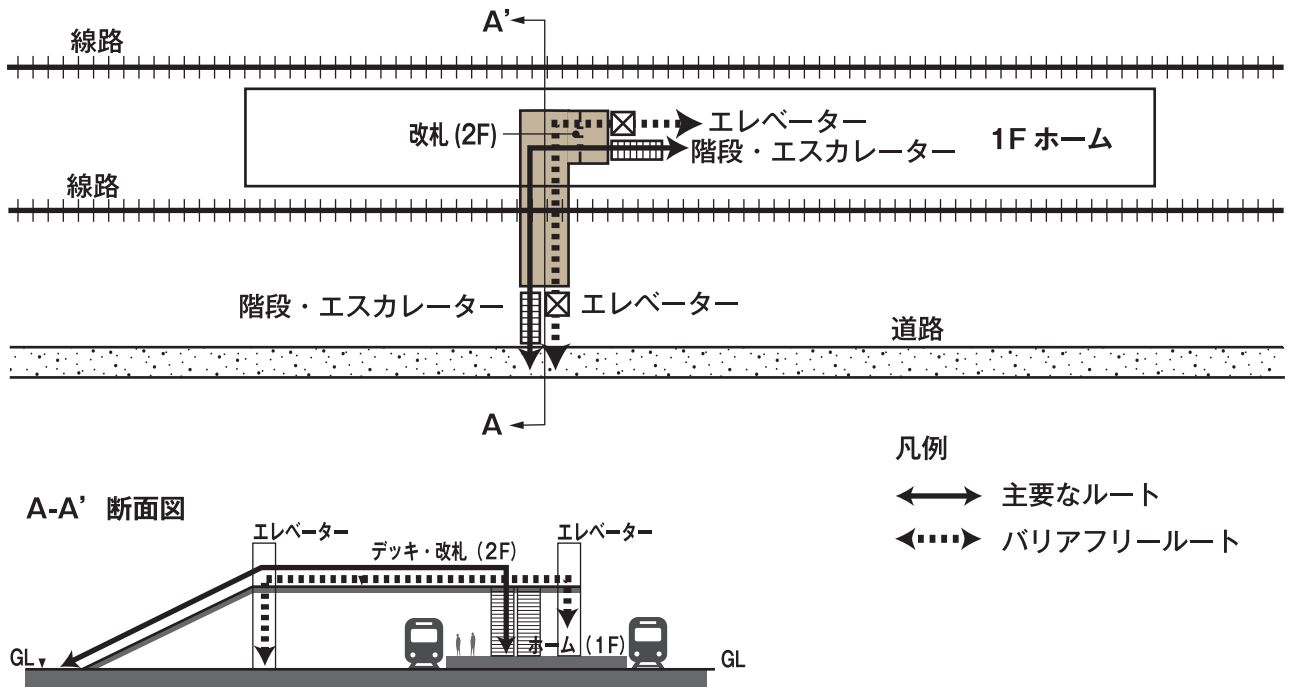 A'
線路
改札 (2F)
エレベーター
階段・エスカレーター
1F ホーム
線路
階段・エスカレーター
エレベーター
道路
A
凡例
主要なルート
バリアフリールート
A-A' 断面図
エレベーター
デッキ・改札 (2F)
エレベーター
ホーム (1F)
GL
GL